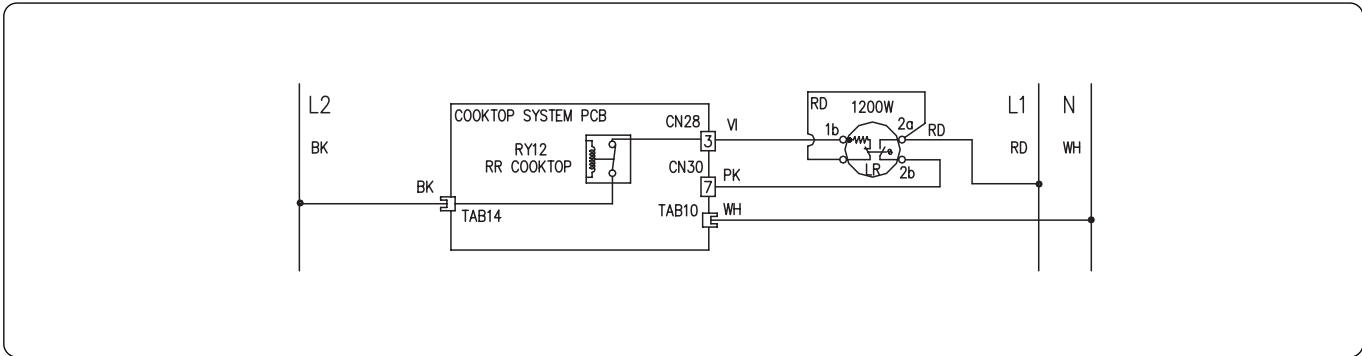 L2
BK
BK
COOKTOP SYSTEM PCB
RY12
RR COOKTOP
TAB14
CN28
3
CN30
7
TAB10
VI
PK
WH
RD
1200W
1b
2a
RD
LR
2b
L1
RD
N
WH